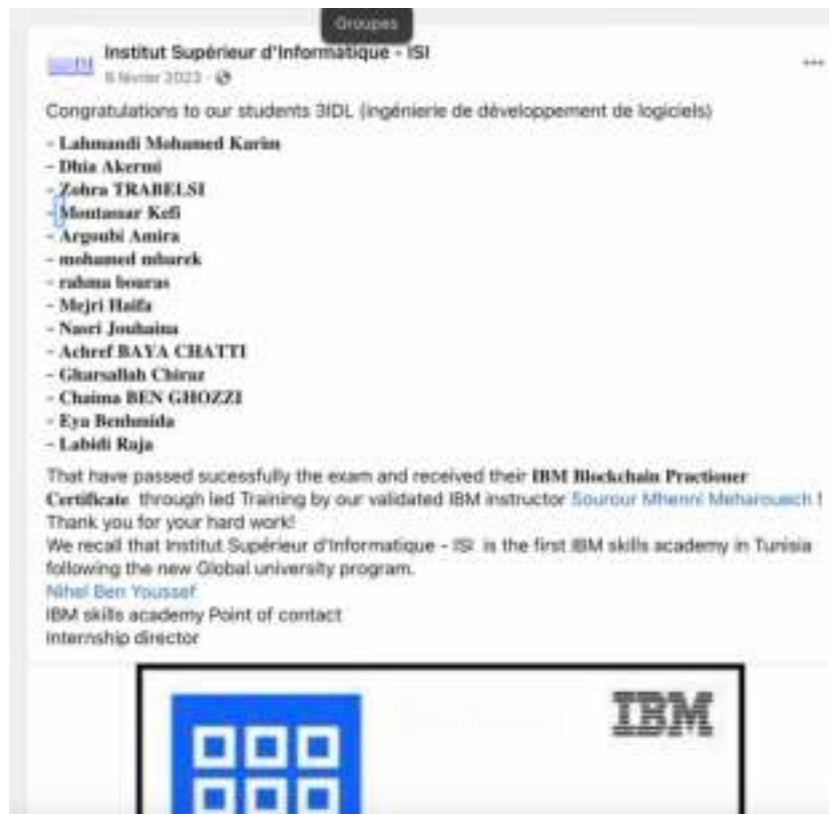 Groupes
Institut Supérieur d'Informatique - ISI
février 2023
Congratulations to our students 3IDL (ingénierie de développement de logiciels)
- Lahmandi Mohamed Karim
- Dhia Akermi
- Zohra TRABELSI
- Montassar Kefi
- Argoubi Amira
- mohamed mbarek
- rahma bouras
- Mejri Haifa
- Nasri Jouhaina
- Achref BAYA CHATTI
- Gharsallah Chiraz
- Chaima BEN GHOZZI
- Eya Benhmida
- Labidi Raja
That have passed sucessfully the exam and received their IBM Blockchain Practioner
Certificate through led Training by our validated IBM instructor Sourour Mhenni Meharouech !
Thank you for your hard work!
We recall that Institut Supérieur d'Informatique - ISI is the first IBM skills academy in Tunisia
following the new Global university program.
Nihel Ben Youssef
IBM skills academy Point of contact
Internship director
IBM